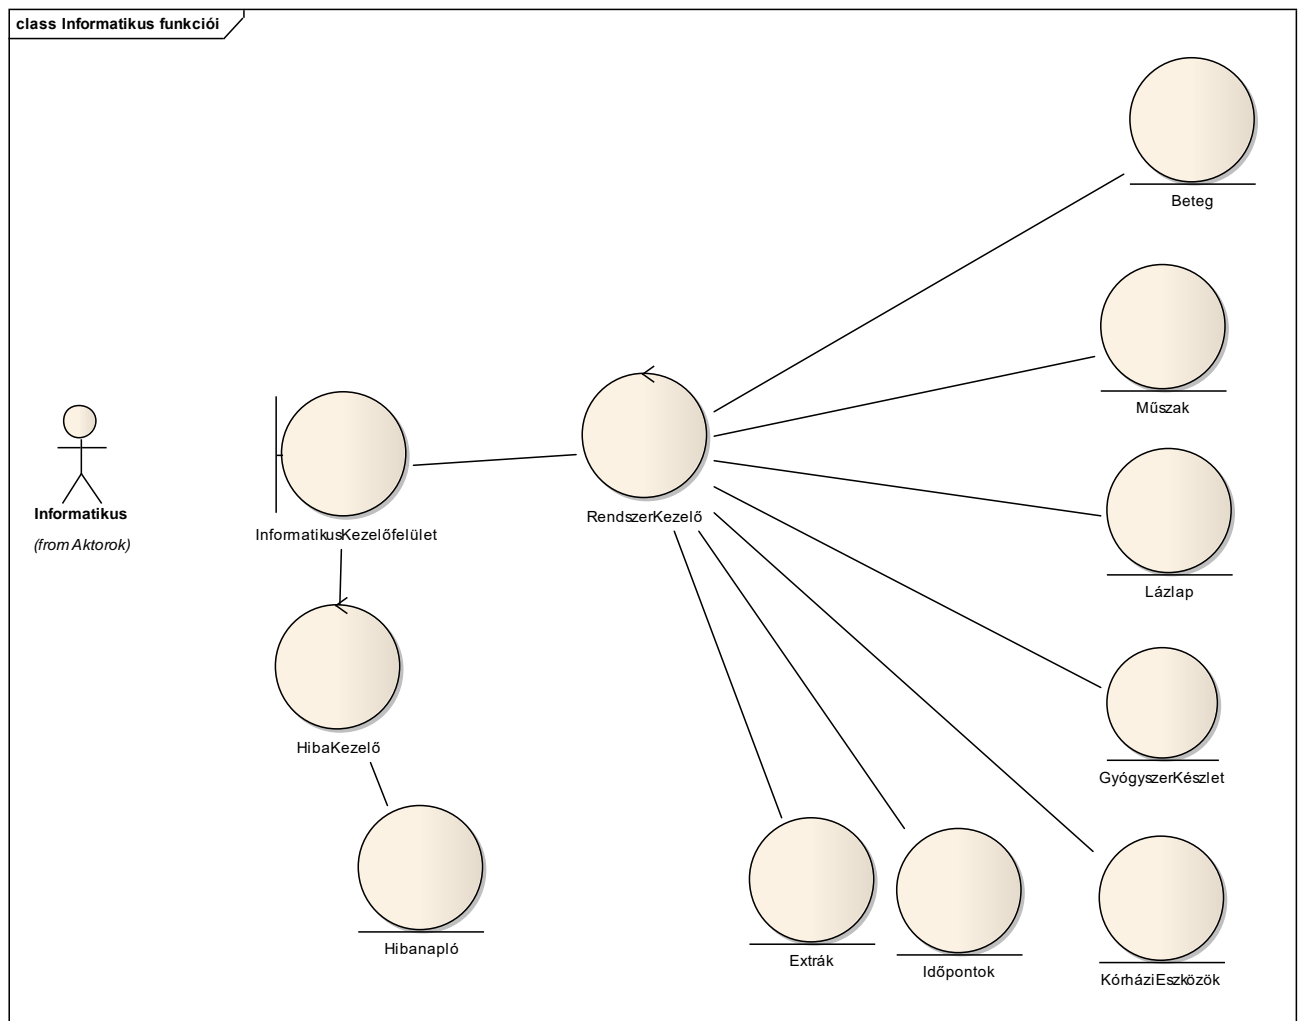 class Informatikus funkciói
Beteg
Műszak
Informatikus
(from Aktorok)
InformatikusKezelőfelület
RendszerKezelő
Lázlap
HibaKezelő
GyógyszerKészlet
Hibanapló
Extrák
Időpontok
KórháziEszközök